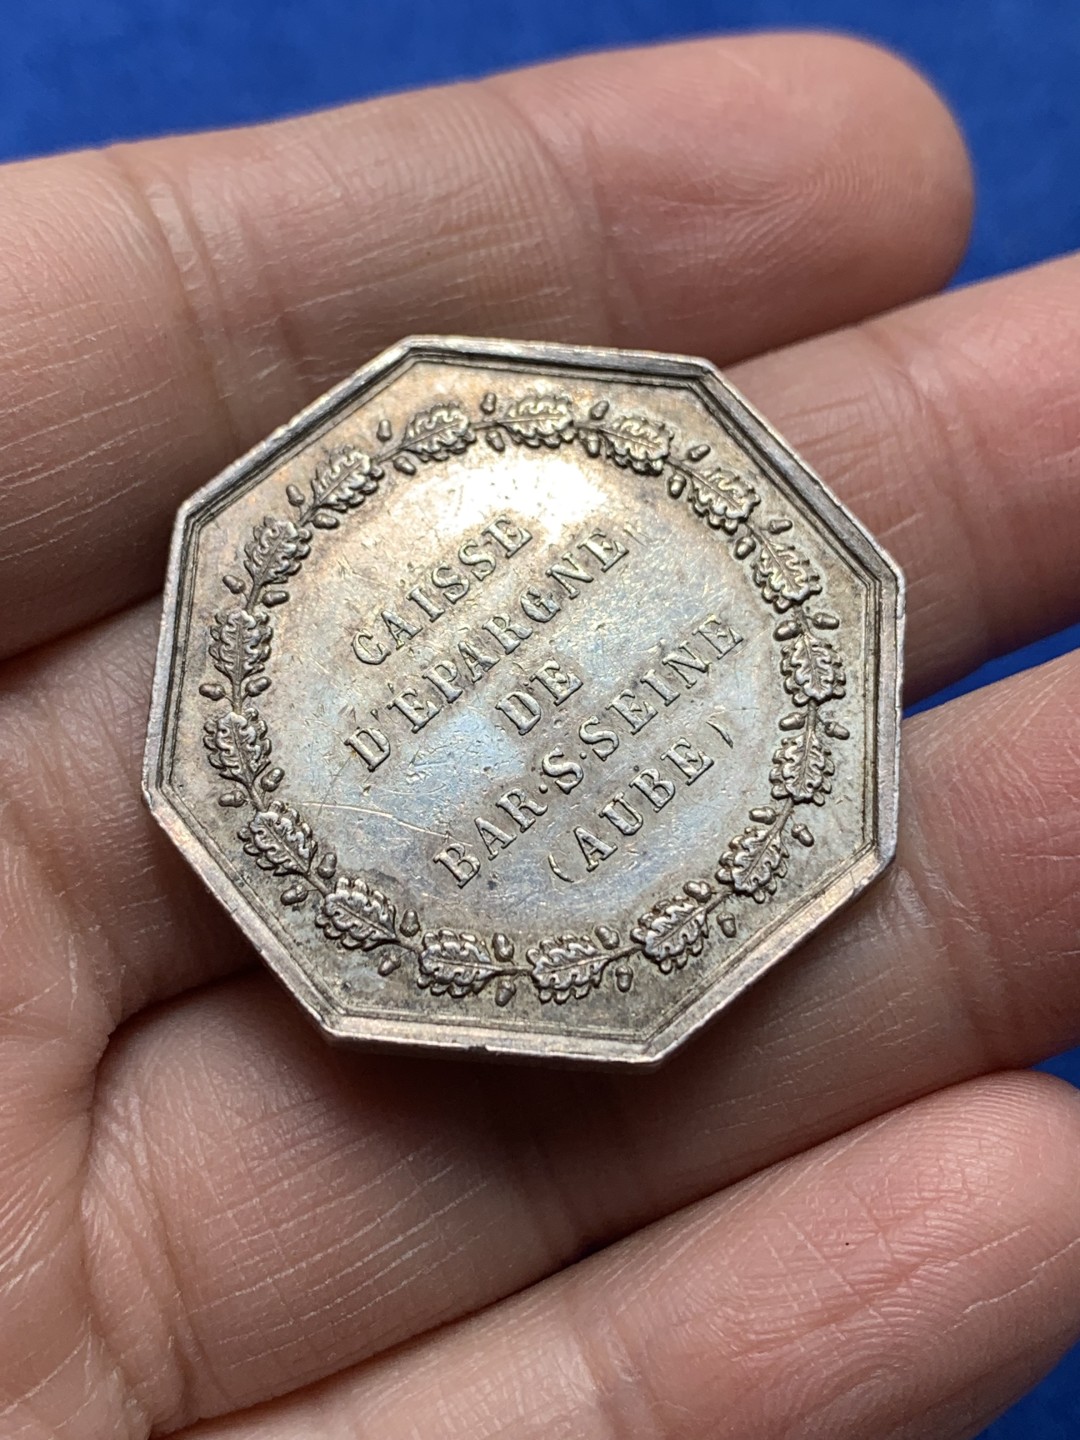 CAISSE
D'EPARGNE
DE
BAR·S·SEINE
(AUBE)